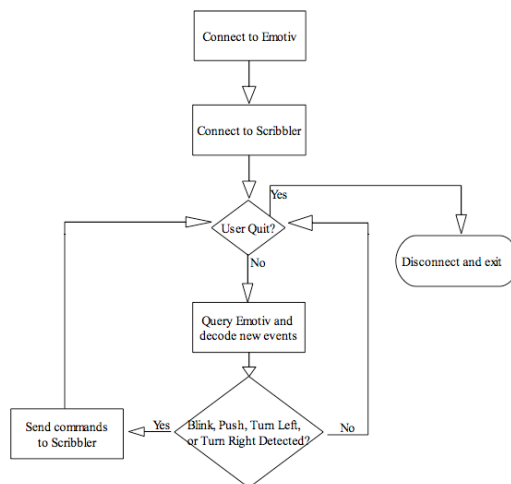 Connect to Emotiv
Connect to Scribbler
Yes
User Quit?
Disconnect and exit
No
Query Emotiv and
decode new events
Send commands
to Scribbler
Yes
Blink, Push, Turn Left,
or Turn Right Detected?
No